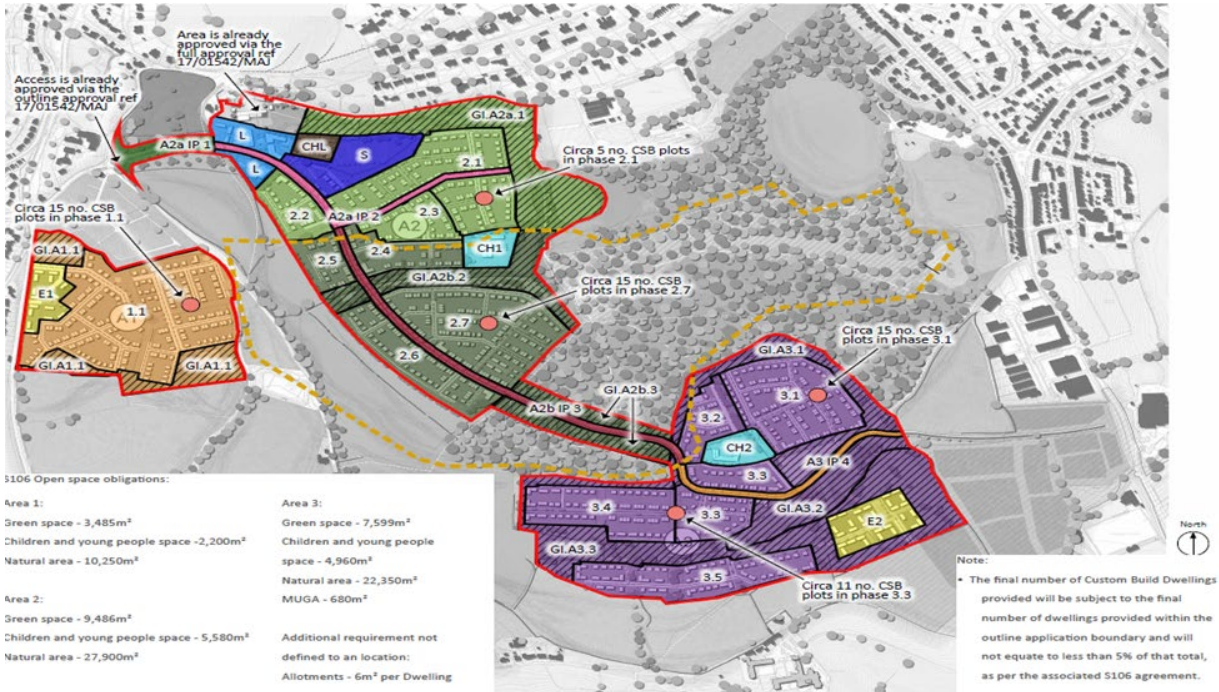 Area is already
approved via the
full approval ref
17/01542/MAJ
Access is already
approved via the
outline approval ref
17/01542/MAJ
A2a IP 1
L
L
CHL
S
GI.A2a.1
2.1
Circa 5 no. CSB plots
in phase 2.1
2.2
A2a IP 2
2.3
A2
Circa 15 no. CSB
plots in phase 1.1
2.4
2.5
CH1
GI.A2b.2
GI.A1.1
E1
1.1
A1
GI.A1.1
GI.A1.1
Circa 15 no. CSB
plots in phase 2.7
2.7
2.6
Circa 15 no. CSB
plots in phase 3.1
GI.A3.1
GI.A2b.3
A2b IP 3
3.1
3.2
CH2
A3 IP 4
3.3
3.4
3.3
GI.A3.2
E2
GI.A3.3
3.5
Circa 11 no. CSB
plots in phase 3.3
North
S106 Open space obligations:
Area 1:
Green space - 3,485m²
Children and young people space -2,200m²
Natural area - 10,250m²
Area 2:
Green space - 9,486m²
Children and young people space - 5,580m²
Natural area - 27,900m²
Area 3:
Green space - 7,599m²
Children and young people
space - 4,960m²
Natural area - 22,350m²
MUGA - 680m²
Additional requirement not
defined to an location:
Allotments - 6m² per Dwelling
Note:
• The final number of Custom Build Dwellings
provided will be subject to the final
number of dwellings provided within the
outline application boundary and will
not equate to less than 5% of that total,
as per the associated S106 agreement.